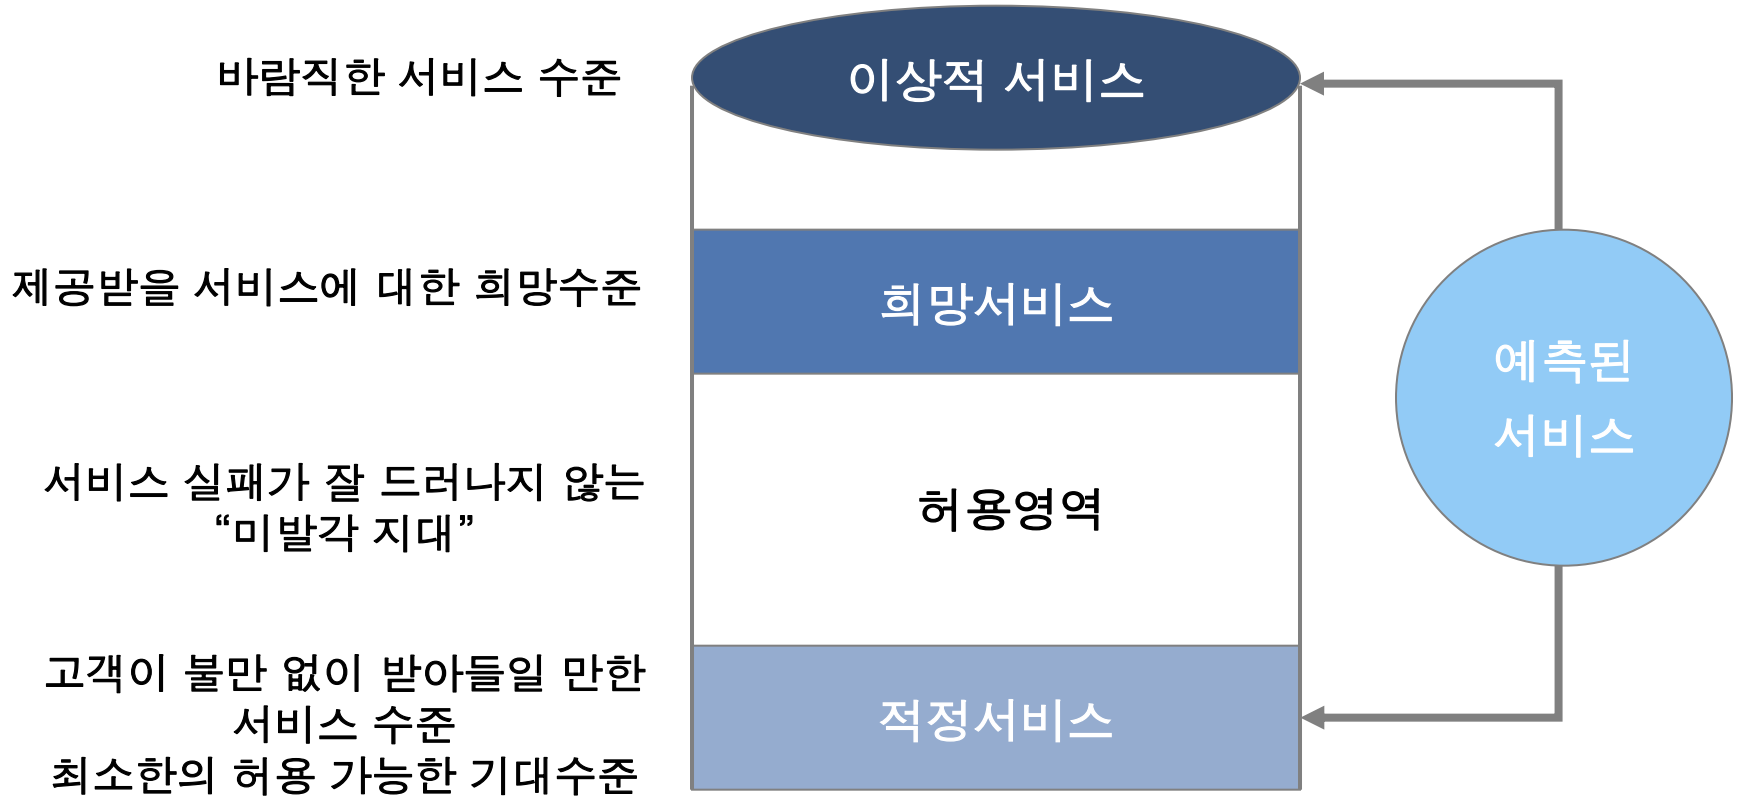 바람직한 서비스 수준
이상적 서비스
제공받을 서비스에 대한 희망수준
희망서비스
예측된
서비스
서비스 실패가 잘 드러나지 않는
“미발각 지대”
허용영역
고객이 불만 없이 받아들일 만한
서비스 수준
최소한의 허용 가능한 기대수준
적정서비스